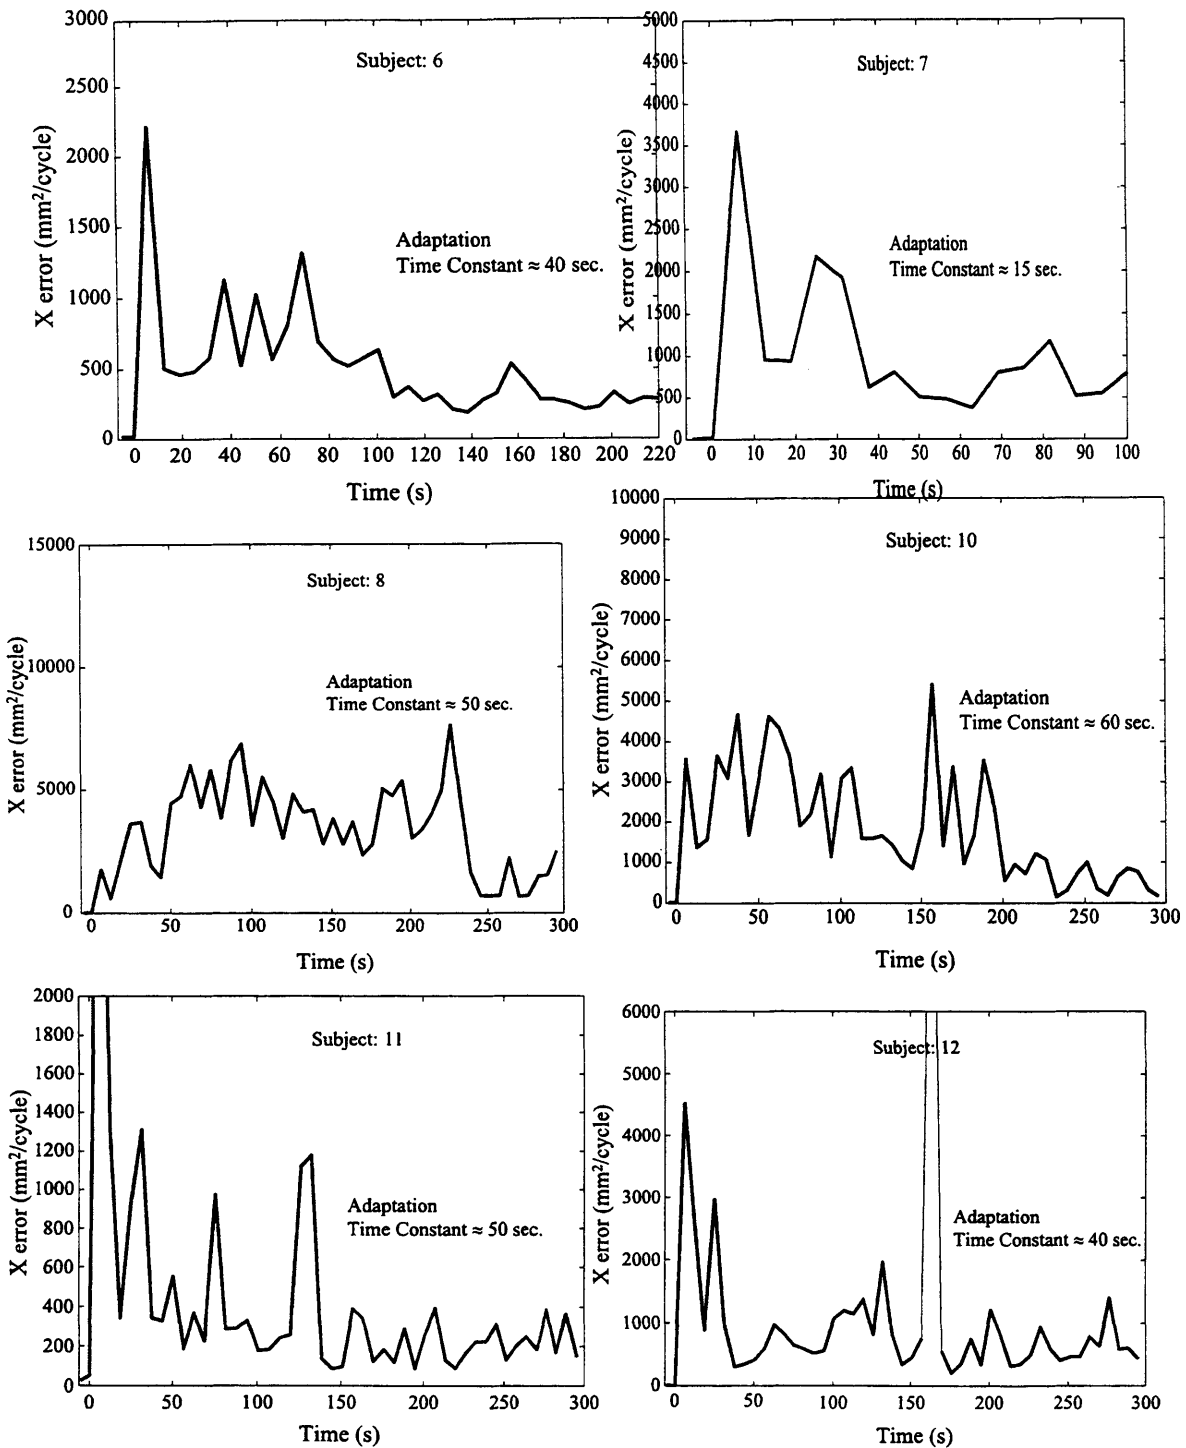 3000
2500
2000
1500
1000
500
0
X error (mm²/cycle)
Subject: 6
Adaptation
Time Constant ≈ 40 sec.
0 20 40 60 80 100 120 140 160 180 200 220
Time (s)
5000
4500
4000
3500
3000
2500
2000
1500
1000
500
0
X error (mm²/cycle)
Subject: 7
Adaptation
Time Constant ≈ 15 sec.
0 10 20 30 40 50 60 70 80 90 100
Time (s)
15000
10000
5000
0
X error (mm²/cycle)
Subject: 8
Adaptation
Time Constant ≈ 50 sec.
0 50 100 150 200 250 300
Time (s)
10000
9000
8000
7000
6000
5000
4000
3000
2000
1000
0
X error (mm²/cycle)
Subject: 10
Adaptation
Time Constant ≈ 60 sec.
0 50 100 150 200 250 300
Time (s)
2000
1800
1600
1400
1200
1000
800
600
400
200
0
X error (mm²/cycle)
Subject: 11
Adaptation
Time Constant ≈ 50 sec.
0 50 100 150 200 250 300
Time (s)
6000
5000
4000
3000
2000
1000
0
X error (mm²/cycle)
Subject: 12
Adaptation
Time Constant ≈ 40 sec.
0 50 100 150 200 250 300
Time (s)